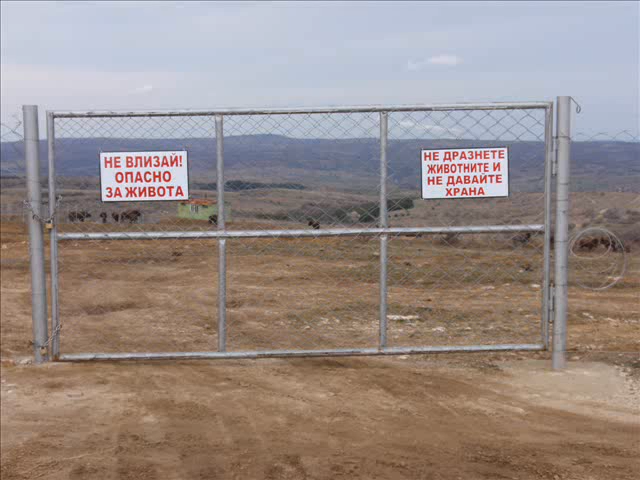 НЕ ВЛИЗАЙ!
ОПАСНО
ЗА ЖИВОТА
НЕ ДРАЗНЕТЕ
ЖИВОТНИТЕ И
НЕ ДАВАЙТЕ
ХРАНА